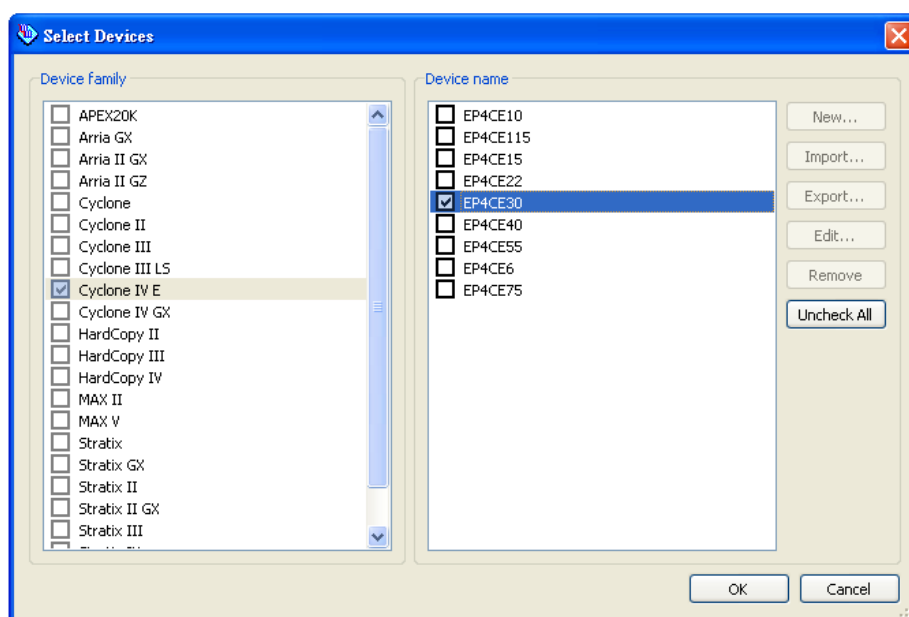 Select Devices
Device family
APEX20K
Arria GX
Arria II GX
Arria II GZ
Cyclone
Cyclone II
Cyclone III
Cyclone III LS
Cyclone IV E
Cyclone IV GX
HardCopy II
HardCopy III
HardCopy IV
MAX II
MAX V
Stratix
Stratix GX
Stratix II
Stratix II GX
Stratix III
Device name
EP4CE10
EP4CE115
EP4CE15
EP4CE22
EP4CE30
EP4CE40
EP4CE55
EP4CE6
EP4CE75
New...
Import...
Export...
Edit...
Remove
Uncheck All
OK
Cancel